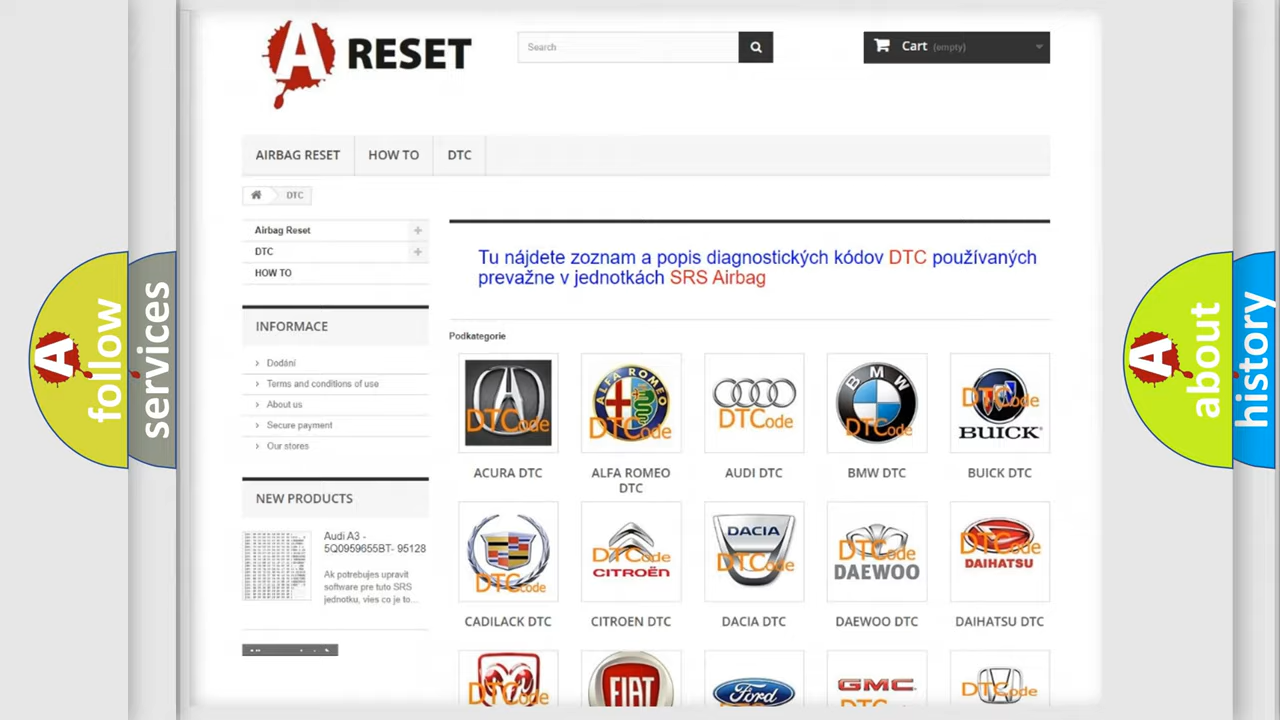 A RESET
Search
Cart (empty)
AIRBAG RESET
HOW TO
DTC
DTC
Airbag Reset
DTC
HOW TO
Tu nájdete zoznam a popis diagnostických kódov DTC používaných
prevažne v jednotkách SRS Airbag
INFORMACE
Dodání
Terms and conditions of use
About us
Secure payment
Our stores
NEW PRODUCTS
Audi A3 -
5Q0959655BT- 95128
Ak potrebujes upravit
software pre tuto SRS
jednotku, vies co je to...
Podkategorie
DTCode
ALFA ROMEO
DTCode
DTCode
BMW
DTCode
DTCode
BUICK
ACURA DTC
ALFA ROMEO
DTC
AUDI DTC
BMW DTC
BUICK DTC
DTCode
DTCode
CITROËN
DACIA
DTCode
DTCode
DAEWOO
DTCode
DAIHATSU
CADILACK DTC
CITROEN DTC
DACIA DTC
DAEWOO DTC
DAIHATSU DTC
DTCode
FIAT
Ford
GMC
DTCode
A follow
services
A about
history